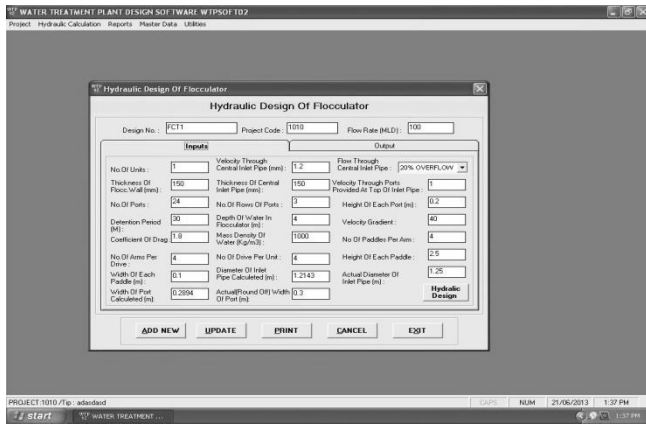 WATER TREATMENT PLANT DESIGN SOFTWARE WTPSOFT02
Project Hydraulic Calculation Reports Master Data Utilities
Hydraulic Design Of Flocculator
Hydraulic Design Of Flocculator
Design No. : FCT1 Project Code : 1010 Flow Rate (MLD) : 100
Inputs Output
No.Of Units : 1 Velocity Through Central Inlet Pipe (mm) : 1.2 Flow Through Central Inlet Pipe : 20% OVERFLOW
Thickness Of Flocc.Wall (mm) : 150 Thickness Of Central Inlet Pipe (mm) : 150 Velocity Through Ports Provided At Top Of Inlet Pipe : 1
No.Of Ports : 24 No.Of Rows Of Ports : 3 Height Of Each Port (m) : 0.2
Detention Period (M) : 30 Depth Of Water In Flocculator (m) : 4 Velocity Gradient : 40
Coefficient Of Drag : 1.8 Mass Density Of Water (Kg/m3) : 1000 No Of Paddles Per Arm : 4
No.Of Arms Per Drive : 4 No Of Drive Per Unit : 4 Height Of Each Paddle : 2.5
Width Of Each Paddle (m) : 0.1 Diameter Of Inlet Pipe Calculated (m) : 1.2143 Actual Diameter Of Inlet Pipe (m) : 1.25
Width Of Port Calculated (m) : 0.2894 Actual(Round Off) Width Of Port (m) : 0.3 Hydralic Design
ADD NEW UPDATE PRINT CANCEL EXIT
PROJECT:1010 /Tip : adasdasd CAPS NUM 21/06/2013 1:37 PM
start WATER TREATMENT ... 1:37 PM